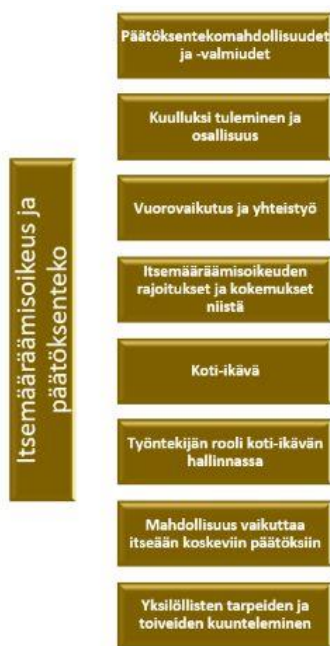 Itsemääräämisoikeus ja
päätöksenteko
Päätöksentekomahdollisuudet
ja -valmiudet
Kuulluksi tuleminen ja
osallisuus
Vuorovaikutus ja yhteistyö
Itsemääräämisoikeuden
rajoitukset ja kokemukset
niistä
Koti-ikävä
Työntekijän rooli koti-ikävän
hallinnassa
Mahdollisuus vaikuttaa
itseään koskeviin päätöksiin
Yksilöllisten tarpeiden ja
toiveiden kuunteleminen